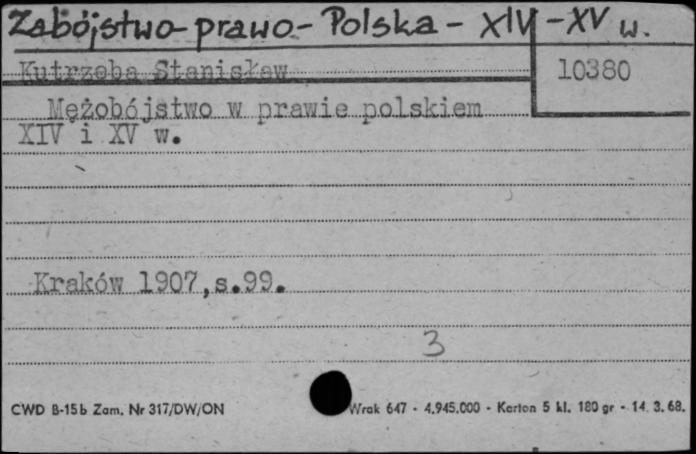 Zabójstwo-prawo-Polska-XIV-XV w.
Kutrzeba Stanisław
10380
Mężobójstwo w prawie polskiem
XIV i XV w.
Kraków 1907,s.99.
3
CWD B-15b Zam. Nr 317/DW/ON
Wrak 647 - 4.945.000 - Karton 5 kl. 180 gr - 14. 3. 68.